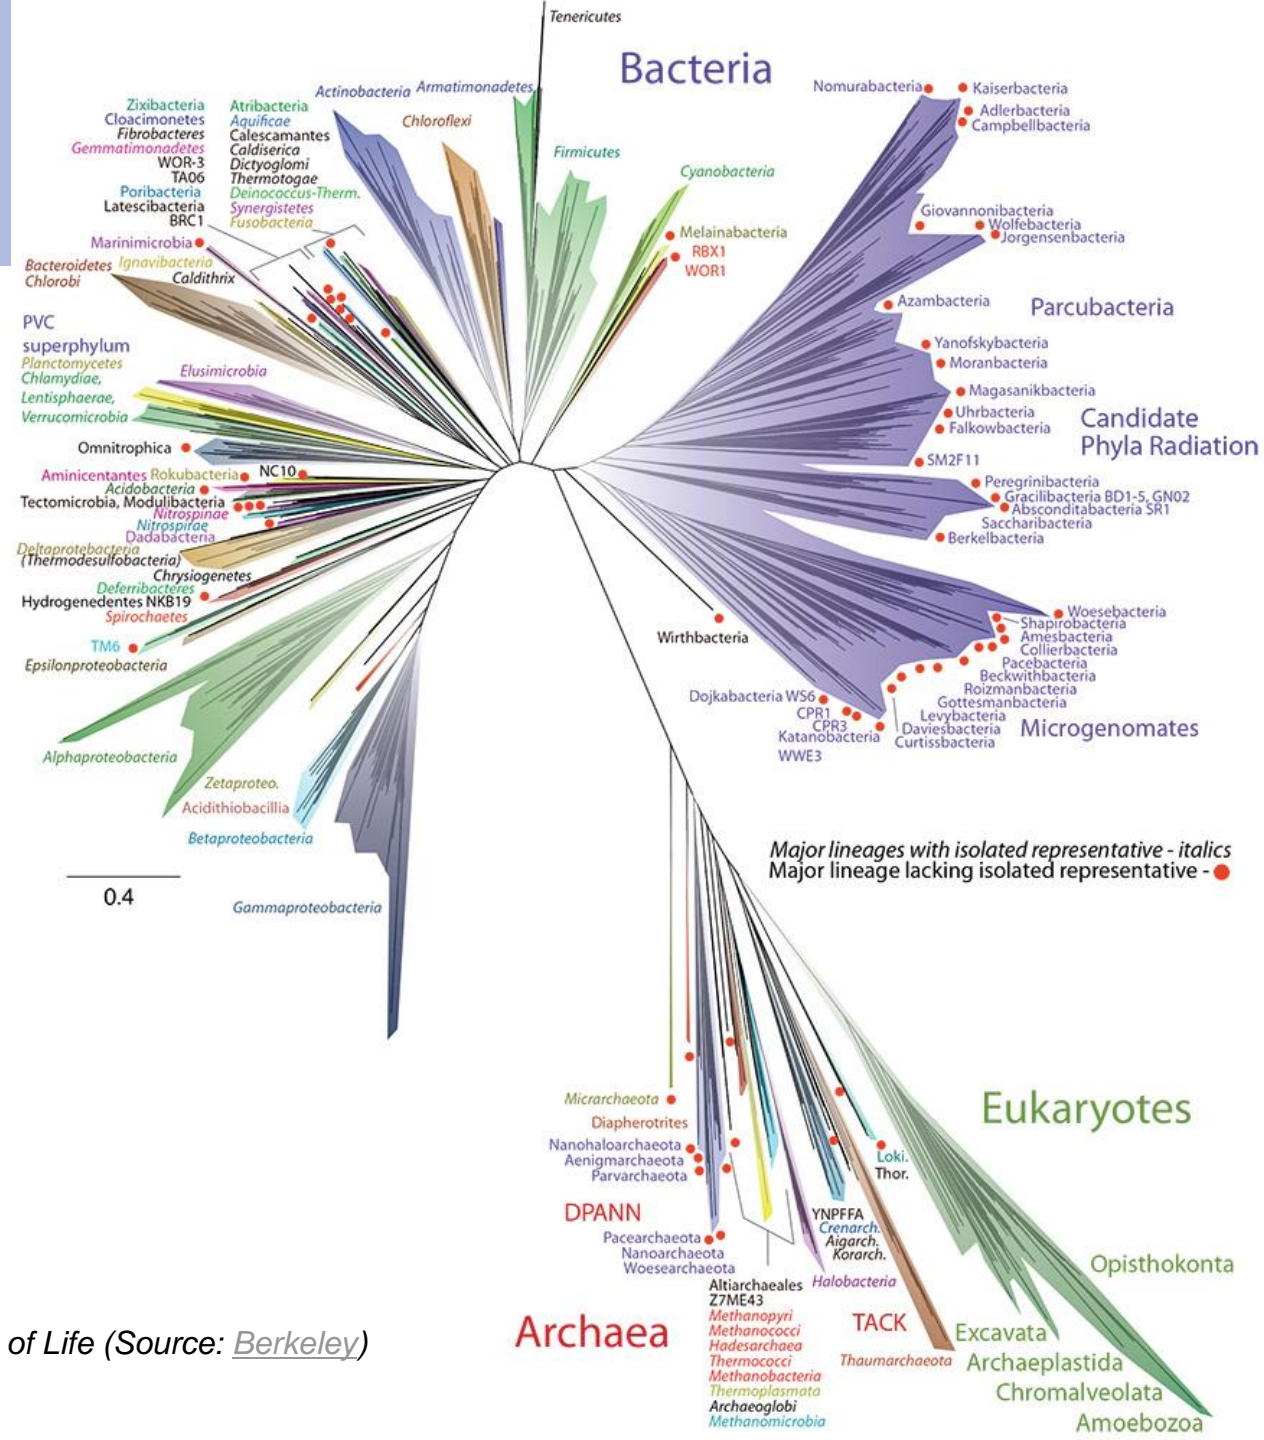 Tenericutes
Bacteria
Actinobacteria
Armatimonadetes
Zixibacteria
Cloacimonetes
Fibrobacteres
Gemmatimonadetes
WOR-3
TA06
Poribacteria
Latescibacteria
BRC1
Atribacteria
Aquificae
Calescamantes
Caldiserica
Dictyoglomi
Thermotogae
Deinococcus-Therm.
Synergistetes
Fusobacteria
Chloroflexi
Firmicutes
Cyanobacteria
Melainabacteria
RBX1
WOR1
Nomurabacteria
Kaiserbacteria
Adlerbacteria
Campbellbacteria
Giovannonibacteria
Wolfebacteria
Jorgensenbacteria
Azambacteria
Parcubacteria
Yanofskybacteria
Moranbacteria
Magasanikbacteria
Uhrbacteria
Falkowbacteria
Candidate
Phyla Radiation
SM2F11
Peregrinibacteria
Gracilibacteria BD1-5, GN02
Absconditabacteria SR1
Saccharibacteria
Berkelbacteria
Marinimicrobia
Bacteroidetes
Chlorobi
Ignavibacteria
Caldithrix
PVC
superphylum
Planctomycetes
Chlamydiae,
Lentisphaerae,
Verrucomicrobia
Elusimicrobia
Omnitrophica
Aminicentantes Rokubacteria NC10
Acidobacteria
Tectomicrobia, Modulibacteria
Nitrospinae
Nitrospirae
Dadabacteria
Deltaprotebacteria
(Thermodesulfobacteria)
Chrysiogenetes
Deferribacteres
Hydrogenedentes NKB19
Spirochaetes
TM6
Epsilonproteobacteria
Wirthbacteria
Woesebacteria
Shapirobacteria
Amesbacteria
Collierbacteria
Pacebacteria
Beckwithbacteria
Roizmanbacteria
Gottesmanbacteria
Levybacteria
Daviesbacteria
Curtissbacteria
Microgenomates
Dojkabacteria WS6
CPR1
CPR3
Katanobacteria
WWE3
Alphaproteobacteria
Zetaproteo.
Acidithiobacillia
Betaproteobacteria
Major lineages with isolated representative - italics
Major lineage lacking isolated representative -
0.4
Gammaproteobacteria
Micrarchaeota
Diapherotrites
Nanohaloarchaeota
Aenigmarchaeota
Parvarchaeota
DPANN
Pacearchaeota
Nanoarchaeota
Woesearchaeota
Eukaryotes
Loki.
Thor.
YNPFFA
Crenarch.
Aigarch.
Korarch.
Halobacteria
Altiarchaeales
Z7ME43
Methanopyri
Methanococci
Hadesarchaea
Thermococci
Methanobacteria
Thermoplasmata
Archaeoglobi
Methanomicrobia
Archaea
TACK
Thaumarchaeota
Opisthokonta
Excavata
Archaeplastida
Chromalveolata
Amoebozoa
of Life (Source: Berkeley)